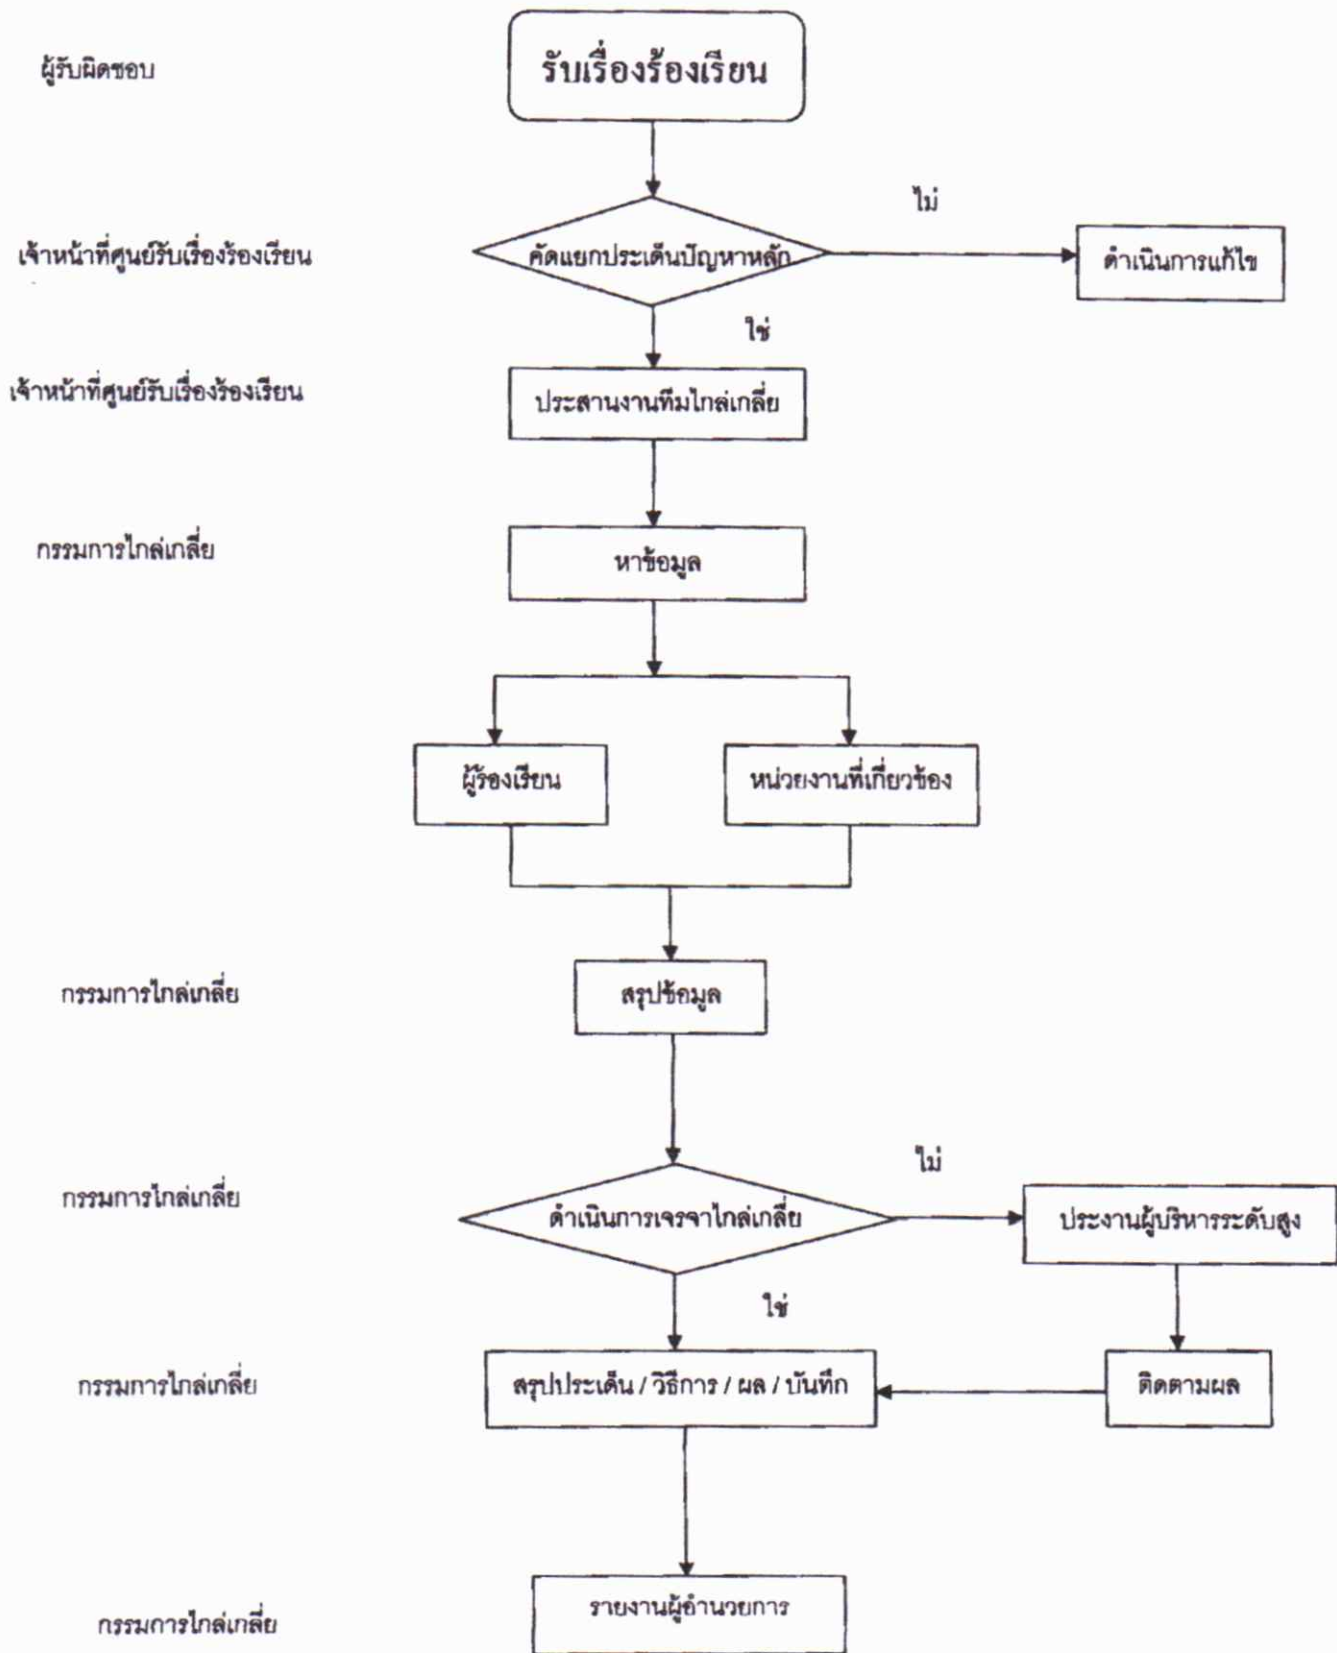 ผู้รับผิดชอบ
รับเรื่องร้องเรียน
ไม่
เจ้าหน้าที่ศูนย์รับเรื่องร้องเรียน
คัดแยกประเด็นปัญหาหลัก
ดำเนินการแก้ไข
ใช่
เจ้าหน้าที่ศูนย์รับเรื่องร้องเรียน
ประสานงานทีมไกล่เกลี่ย
กรรมการไกล่เกลี่ย
หาข้อมูล
ผู้ร้องเรียน
หน่วยงานที่เกี่ยวข้อง
กรรมการไกล่เกลี่ย
สรุปข้อมูล
ไม่
กรรมการไกล่เกลี่ย
ดำเนินการเจรจาไกล่เกลี่ย
ประงานผู้บริหารระดับสูง
ใช่
กรรมการไกล่เกลี่ย
สรุปประเด็น / วิธีการ / ผล / บันทึก
ติดตามผล
รายงานผู้อำนวยการ
กรรมการไกล่เกลี่ย